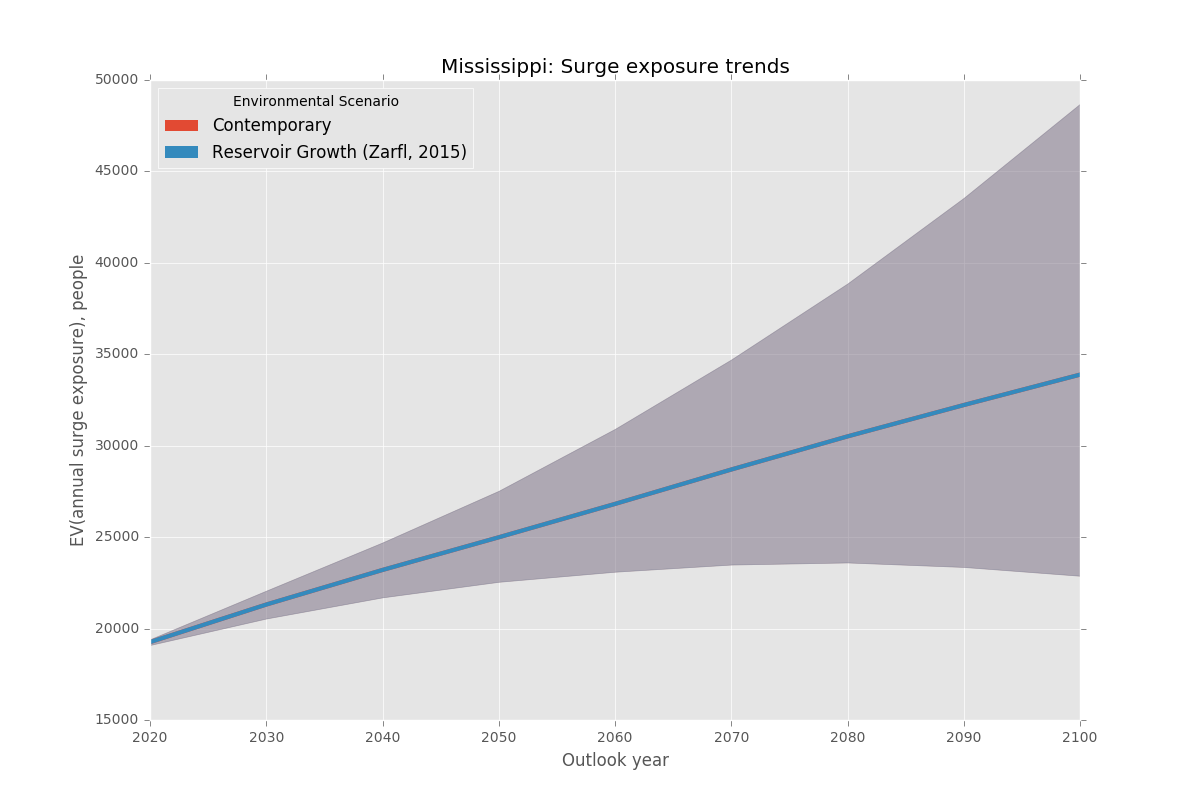 Mississippi: Surge exposure trends
Environmental Scenario
Contemporary
Reservoir Growth (Zarfl, 2015)
50000
45000
40000
35000
30000
25000
20000
15000
EV(annual surge exposure), people
2020 2030 2040 2050 2060 2070 2080 2090 2100
Outlook year